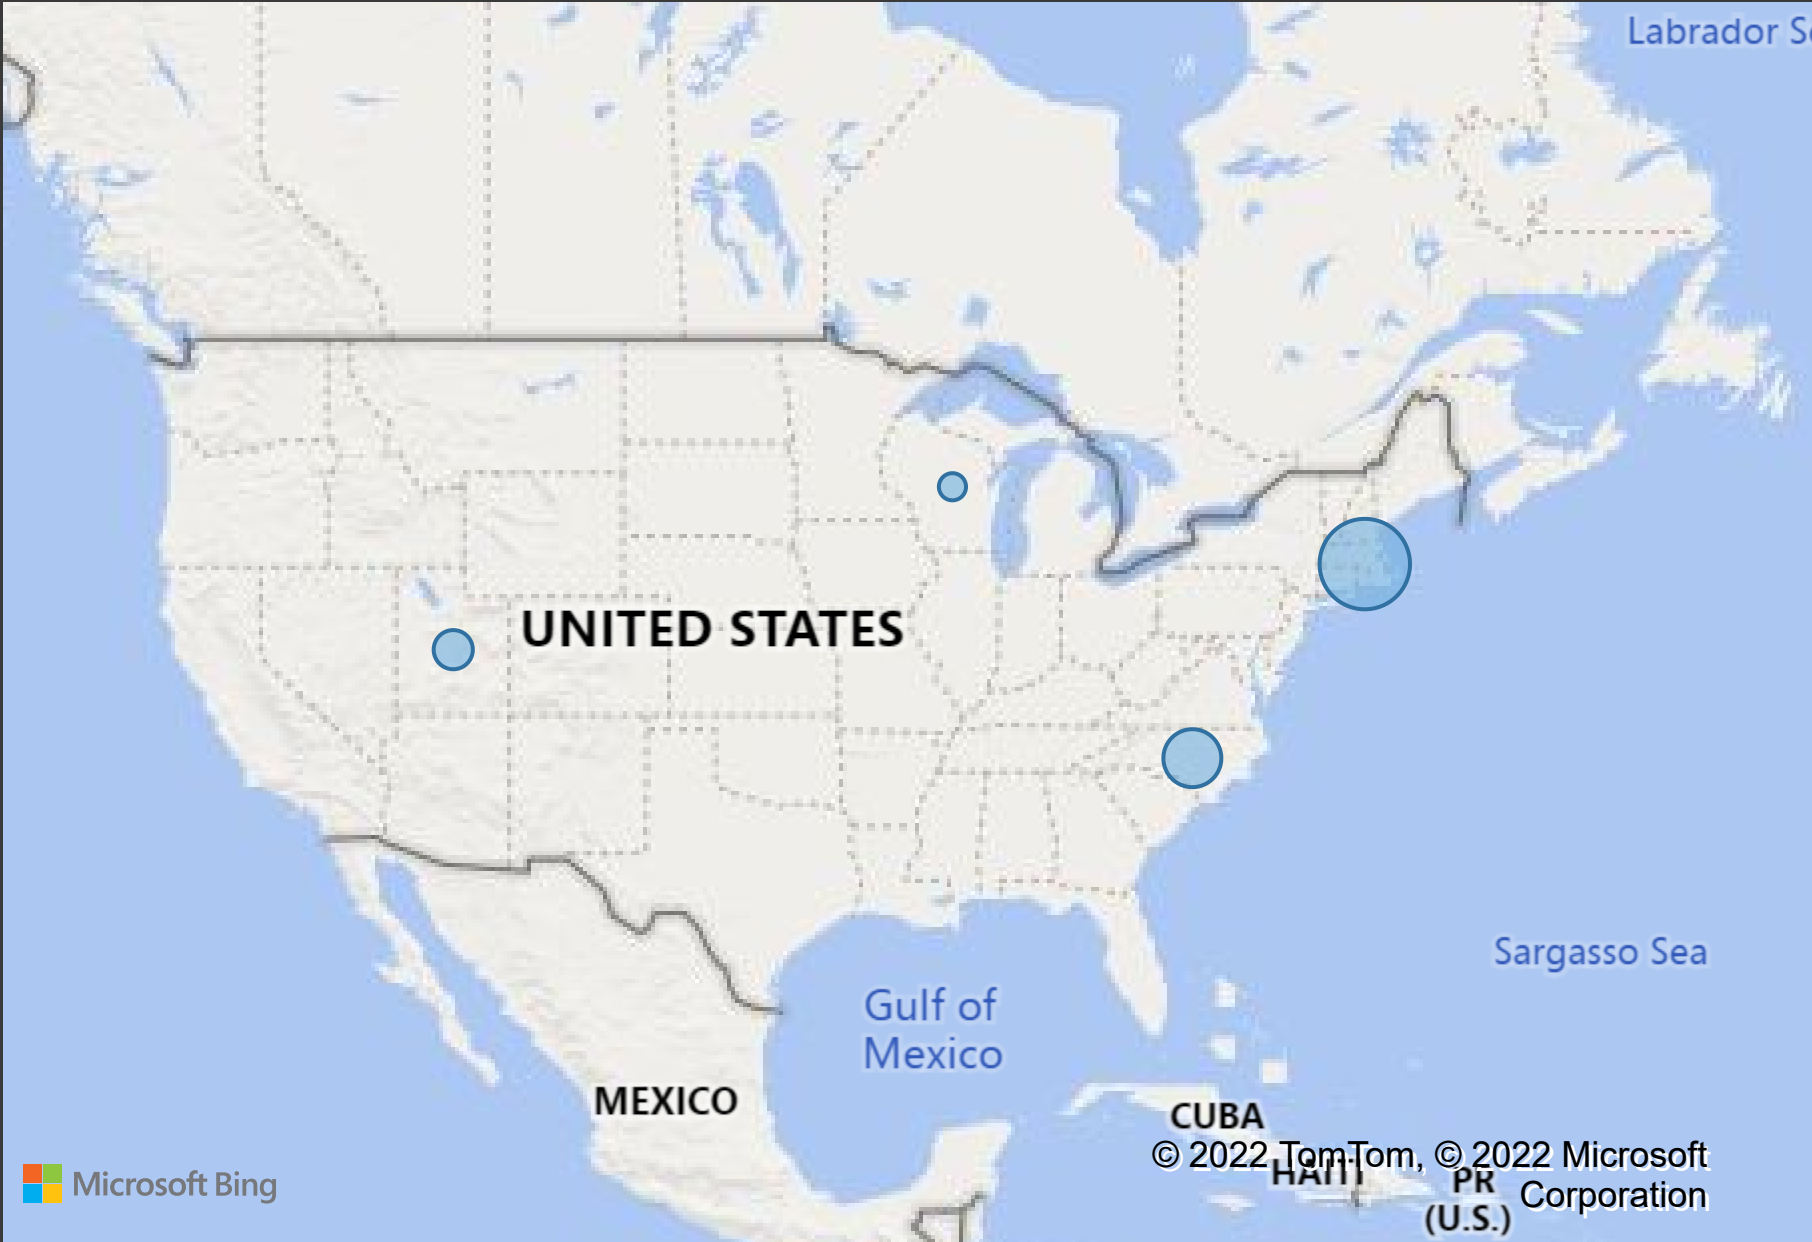 Labrador S
UNITED STATES
Sargasso Sea
Gulf of
Mexico
MEXICO
CUBA
© 2022 TomTom, © 2022 Microsoft
HAITI
PR
Corporation
(U.S.)
Microsoft Bing